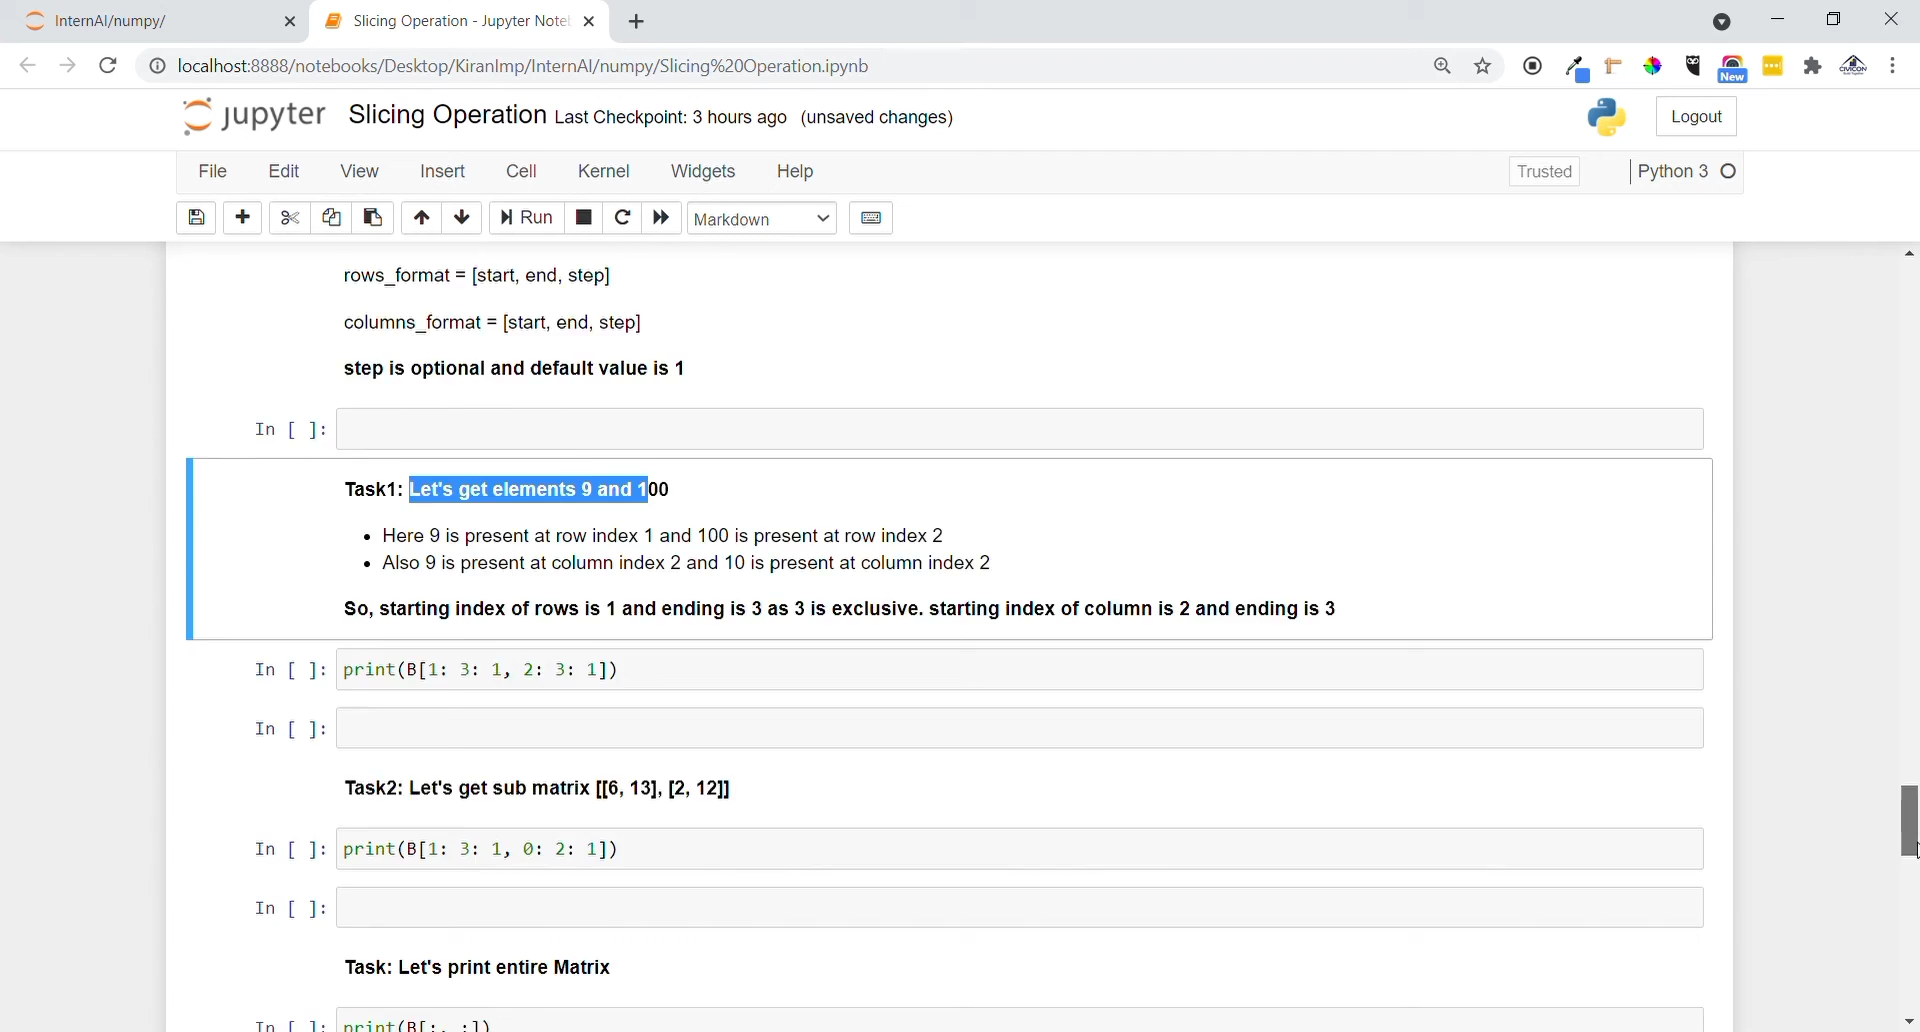 InternAI/numpy/
Slicing Operation - Jupyter Note
localhost:8888/notebooks/Desktop/KiranImp/InternAI/numpy/Slicing%20Operation.ipynb
New
CIVICON
jupyter Slicing Operation Last Checkpoint: 3 hours ago (unsaved changes)
Logout
File Edit View Insert Cell Kernel Widgets Help
Trusted
Python 3
Run
Markdown
rows_format = [start, end, step]
columns_format = [start, end, step]
step is optional and default value is 1
In [ ]:
Task1: Let's get elements 9 and 100
• Here 9 is present at row index 1 and 100 is present at row index 2
• Also 9 is present at column index 2 and 10 is present at column index 2
So, starting index of rows is 1 and ending is 3 as 3 is exclusive. starting index of column is 2 and ending is 3
In [ ]: print(B[1: 3: 1, 2: 3: 1])
In [ ]:
Task2: Let's get sub matrix [[6, 13], [2, 12]]
In [ ]: print(B[1: 3: 1, 0: 2: 1])
In [ ]:
Task: Let's print entire Matrix
In [ ]: print(B[:, :])